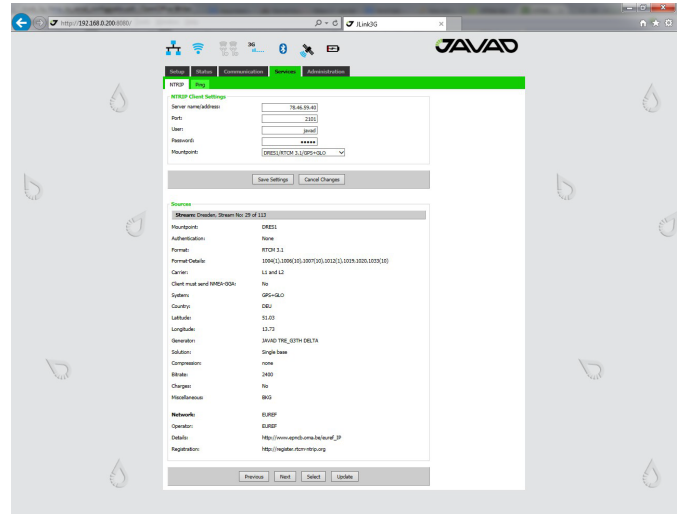 http://192.168.0.200:8080/
JLink3G
JAVAD
3G
Setup Status Communication Services Administration
NTRIP Ping
NTRIP Client Settings
Server name/address: 78.46.59.40
Port: 2101
User: javad
Password: •••••
Mountpoint: DRES1/RTCM 3.1/GPS+GLO
Save Settings Cancel Changes
Sources
Stream: Dresden, Stream No: 29 of 113
Mountpoint: DRES1
Authentication: None
Format: RTCM 3.1
Format-Details: 1004(1),1006(10),1007(10),1012(1),1019,1020,1033(10)
Carrier: L1 and L2
Client must send NMEA-GGA: No
System: GPS+GLO
Country: DEU
Latitude: 51.03
Longitude: 13.73
Generator: JAVAD TRE_G3TH DELTA
Solution: Single base
Compression: none
Bitrate: 2400
Charges: No
Miscellaneous: BKG
Network: EUREF
Operator: EUREF
Details: http://www.epncb.oma.be/euref_IP
Registration: http://register.rtcm-ntrip.org
Previous Next Select Update